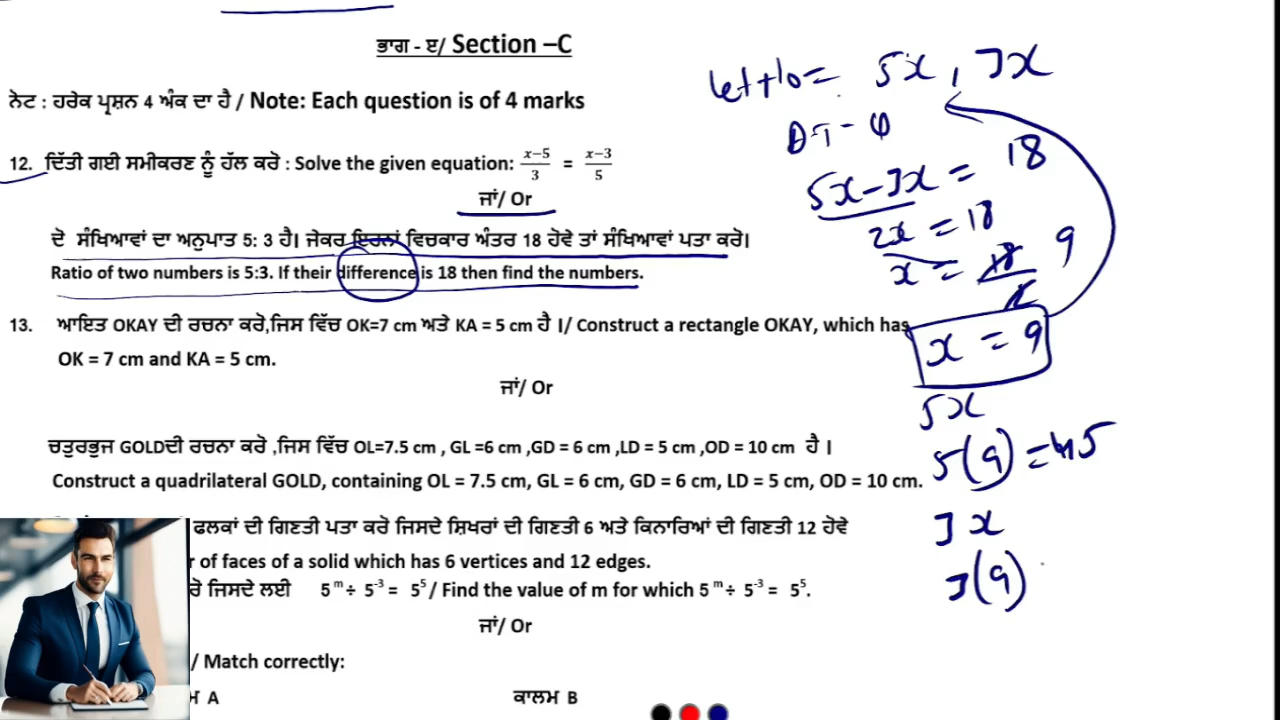 ਭਾਗ - ੲ/ Section –C
ਨੋਟ : ਹਰੇਕ ਪ੍ਰਸ਼ਨ 4 ਅੰਕ ਦਾ ਹੈ / Note: Each question is of 4 marks
12. ਦਿੱਤੀ ਗਈ ਸਮੀਕਰਣ ਨੂੰ ਹੱਲ ਕਰੋ : Solve the given equation: (x−5)/3 = (x−3)/5
ਜਾਂ/ Or
ਦੋ ਸੰਖਿਆਵਾਂ ਦਾ ਅਨੁਪਾਤ 5: 3 ਹੈ। ਜੇਕਰ ਇਹਨਾਂ ਵਿਚਕਾਰ ਅੰਤਰ 18 ਹੋਵੇ ਤਾਂ ਸੰਖਿਆਵਾਂ ਪਤਾ ਕਰੋ।
Ratio of two numbers is 5:3. If their difference is 18 then find the numbers.
13. ਆਇਤ OKAY ਦੀ ਰਚਨਾ ਕਰੋ,ਜਿਸ ਵਿੱਚ OK=7 cm ਅਤੇ KA = 5 cm ਹੈ ।/ Construct a rectangle OKAY, which has
OK = 7 cm and KA = 5 cm.
ਜਾਂ/ Or
ਚਤੁਰਭੁਜ GOLDਦੀ ਰਚਨਾ ਕਰੋ ,ਜਿਸ ਵਿੱਚ OL=7.5 cm , GL =6 cm ,GD = 6 cm ,LD = 5 cm ,OD = 10 cm ਹੈ ।
Construct a quadrilateral GOLD, containing OL = 7.5 cm, GL = 6 cm, GD = 6 cm, LD = 5 cm, OD = 10 cm.
ਫਲਕਾਂ ਦੀ ਗਿਣਤੀ ਪਤਾ ਕਰੋ ਜਿਸਦੇ ਸ਼ਿਖਰਾਂ ਦੀ ਗਿਣਤੀ 6 ਅਤੇ ਕਿਨਾਰਿਆਂ ਦੀ ਗਿਣਤੀ 12 ਹੋਵੇ
r of faces of a solid which has 6 vertices and 12 edges.
ਰੋ ਜਿਸਦੇ ਲਈ 5^m ÷ 5^-3 = 5^5 / Find the value of m for which 5^m ÷ 5^-3 = 5^5.
ਜਾਂ/ Or
/ Match correctly:
ਮ A ਕਾਲਮ B
5x , 3x
5x−3x = 18
2x = 18
x = 18/2 9
x = 9
5x
5(9) = 45
3x
3(9)